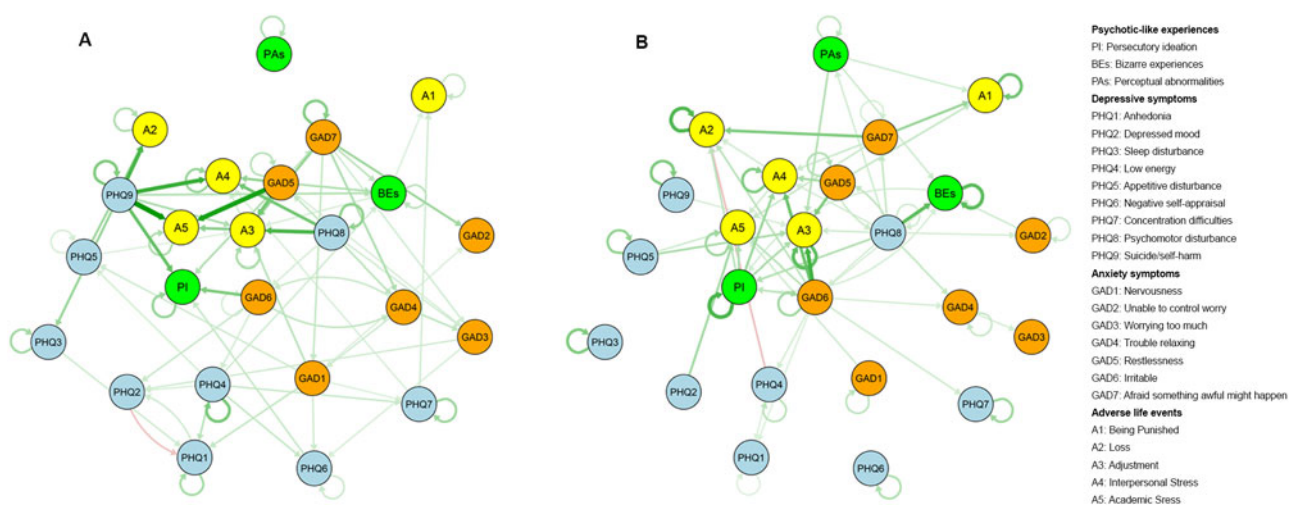 A
PAs
A1
A2
GAD7
A4
GAD5
PHQ9
BEs
A5
A3
PHQ8
GAD2
PHQ5
PI
GAD6
GAD4
PHQ3
GAD3
GAD1
PHQ2
PHQ4
PHQ7
PHQ1
PHQ6
B
PAs
A1
A2
GAD7
A4
GAD5
PHQ9
BEs
A5
A3
PHQ8
GAD2
PHQ5
PI
GAD6
GAD4
PHQ3
GAD3
GAD1
PHQ2
PHQ4
PHQ7
PHQ1
PHQ6
Psychotic-like experiences
PI: Persecutory ideation
BEs: Bizarre experiences
PAs: Perceptual abnormalities
Depressive symptoms
PHQ1: Anhedonia
PHQ2: Depressed mood
PHQ3: Sleep disturbance
PHQ4: Low energy
PHQ5: Appetitive disturbance
PHQ6: Negative self-appraisal
PHQ7: Concentration difficulties
PHQ8: Psychomotor disturbance
PHQ9: Suicide/self-harm
Anxiety symptoms
GAD1: Nervousness
GAD2: Unable to control worry
GAD3: Worrying too much
GAD4: Trouble relaxing
GAD5: Restlessness
GAD6: Irritable
GAD7: Afraid something awful might happen
Adverse life events
A1: Being Punished
A2: Loss
A3: Adjustment
A4: Interpersonal Stress
A5: Academic Sress